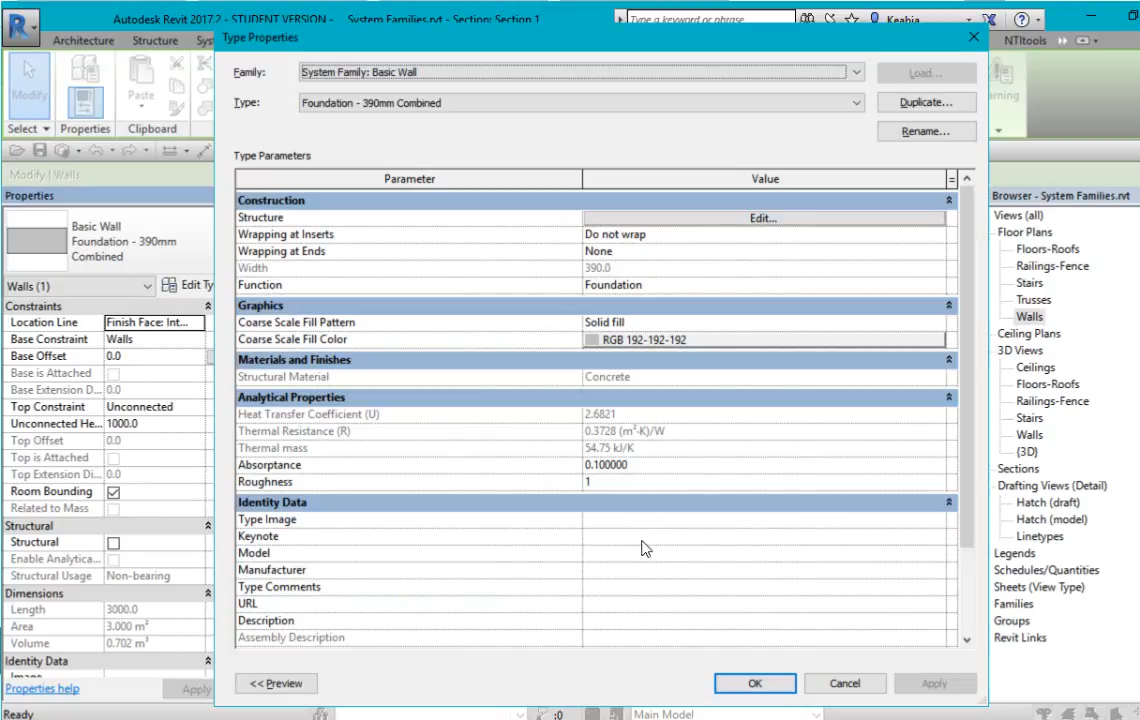 Autodesk Revit 2017.2 - STUDENT VERSION - System Families.rvt - Section: Section 1
Type a keyword or phrase
Keahia
Architecture Structure Sys NTItools
Type Properties
Family: System Family: Basic Wall Load...
Type: Foundation - 390mm Combined Duplicate...
Rename...
Modify Paste
Select Properties Clipboard
Type Parameters
Modify | Walls
Parameter Value =
Properties
Basic Wall
Foundation - 390mm
Combined
Walls (1) Edit Ty
Constraints
Location Line Finish Face: Int...
Base Constraint Walls
Base Offset 0.0
Base is Attached
Base Extension D... 0.0
Top Constraint Unconnected
Unconnected He... 1000.0
Top Offset 0.0
Top is Attached
Top Extension Di... 0.0
Room Bounding
Related to Mass
Structural
Structural
Enable Analytica...
Structural Usage Non-bearing
Dimensions
Length 3000.0
Area 3.000 m²
Volume 0.702 m³
Identity Data
Properties help Apply
Ready
Construction
Structure Edit...
Wrapping at Inserts Do not wrap
Wrapping at Ends None
Width 390.0
Function Foundation
Graphics
Coarse Scale Fill Pattern Solid fill
Coarse Scale Fill Color RGB 192-192-192
Materials and Finishes
Structural Material Concrete
Analytical Properties
Heat Transfer Coefficient (U) 2.6821
Thermal Resistance (R) 0.3728 (m²·K)/W
Thermal mass 54.75 kJ/K
Absorptance 0.100000
Roughness 1
Identity Data
Type Image
Keynote
Model
Manufacturer
Type Comments
URL
Description
Assembly Description
<< Preview OK Cancel Apply
:0 Main Model
Browser - System Families.rvt
Views (all)
Floor Plans
Floors-Roofs
Railings-Fence
Stairs
Trusses
Walls
Ceiling Plans
3D Views
Ceilings
Floors-Roofs
Railings-Fence
Stairs
Walls
{3D}
Sections
Drafting Views (Detail)
Hatch (draft)
Hatch (model)
Linetypes
Legends
Schedules/Quantities
Sheets (View Type)
Families
Groups
Revit Links